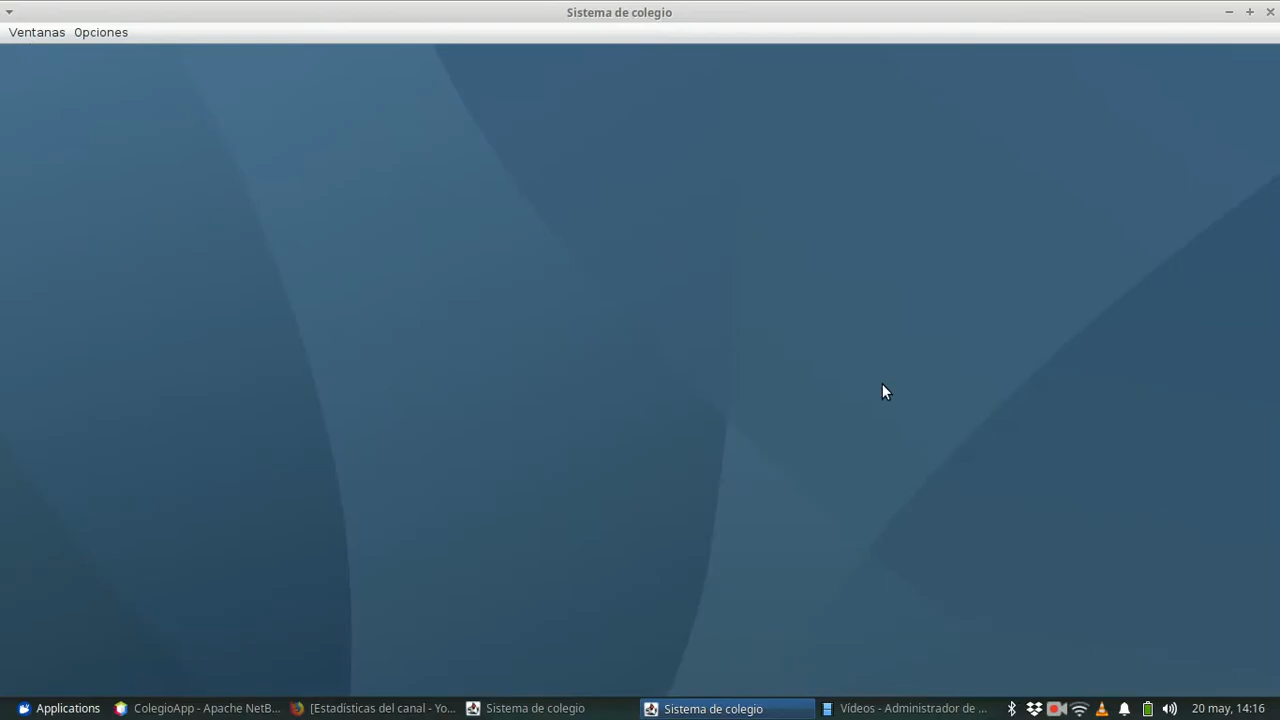 Sistema de colegio
Ventanas Opciones
Applications ColegioApp - Apache NetB... [Estadísticas del canal - Yo... Sistema de colegio Sistema de colegio Vídeos - Administrador de ... 20 may, 14:16